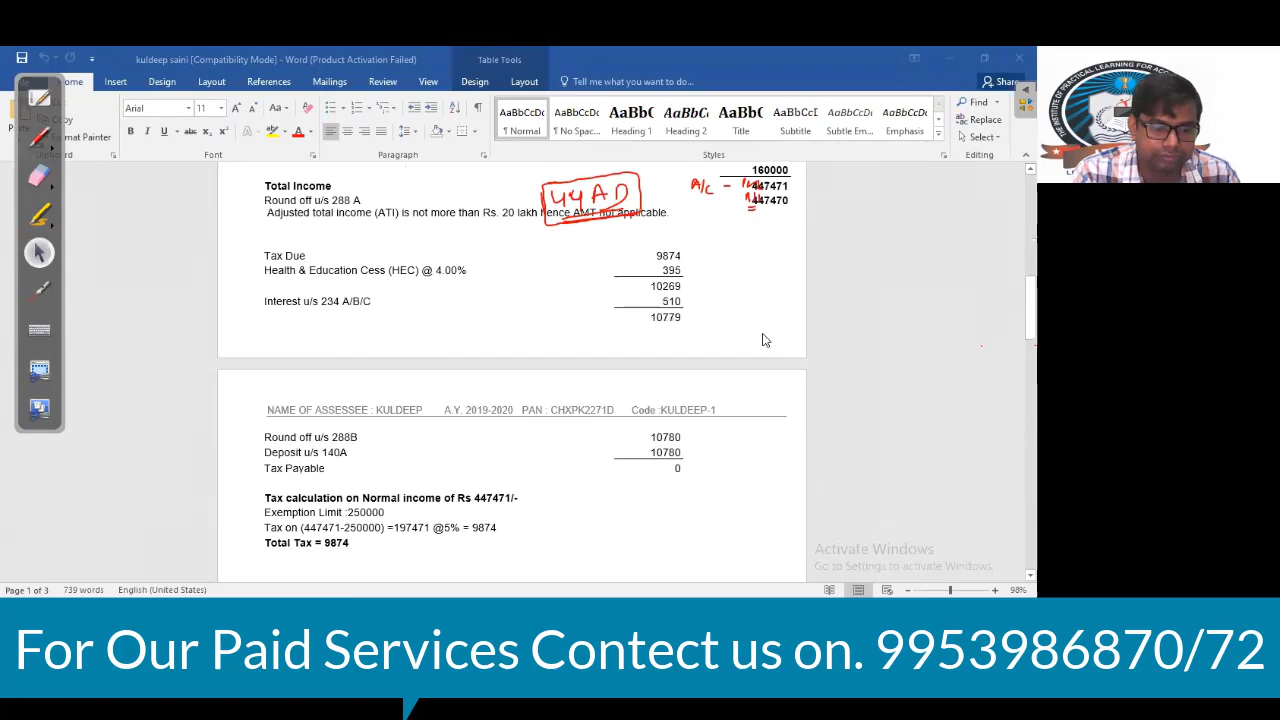 kuldeep saini [Compatibility Mode] - Word (Product Activation Failed)
Table Tools
Insert Design Layout References Mailings Review View Design Layout Tell me what you want to do... Share
Copy
Format Painter
Arial 11
AaBbCcDc AaBbCcDc AaBbC AaBbCc AaBb( AaBbCcD AaBbCcDc AaBbCcDc
¶ Normal ¶ No Spac... Heading 1 Heading 2 Title Subtitle Subtle Em... Emphasis
Find
Replace
Select
Font Paragraph Styles Editing
160000
Total Income 447471
Round off u/s 288 A 447470
44AD
A/C -
Adjusted total income (ATI) is not more than Rs. 20 lakh hence AMT not applicable.
Tax Due 9874
Health & Education Cess (HEC) @ 4.00% 395
10269
Interest u/s 234 A/B/C 510
10779
NAME OF ASSESSEE : KULDEEP A.Y. 2019-2020 PAN : CHXPK2271D Code :KULDEEP-1
Round off u/s 288B 10780
Deposit u/s 140A 10780
Tax Payable 0
Tax calculation on Normal income of Rs 447471/-
Exemption Limit :250000
Tax on (447471-250000) =197471 @5% = 9874
Total Tax = 9874
Activate Windows
Go to Settings to activate Windows.
Page 1 of 3 739 words English (United States) 98%
For Our Paid Services Contect us on. 9953986870/72